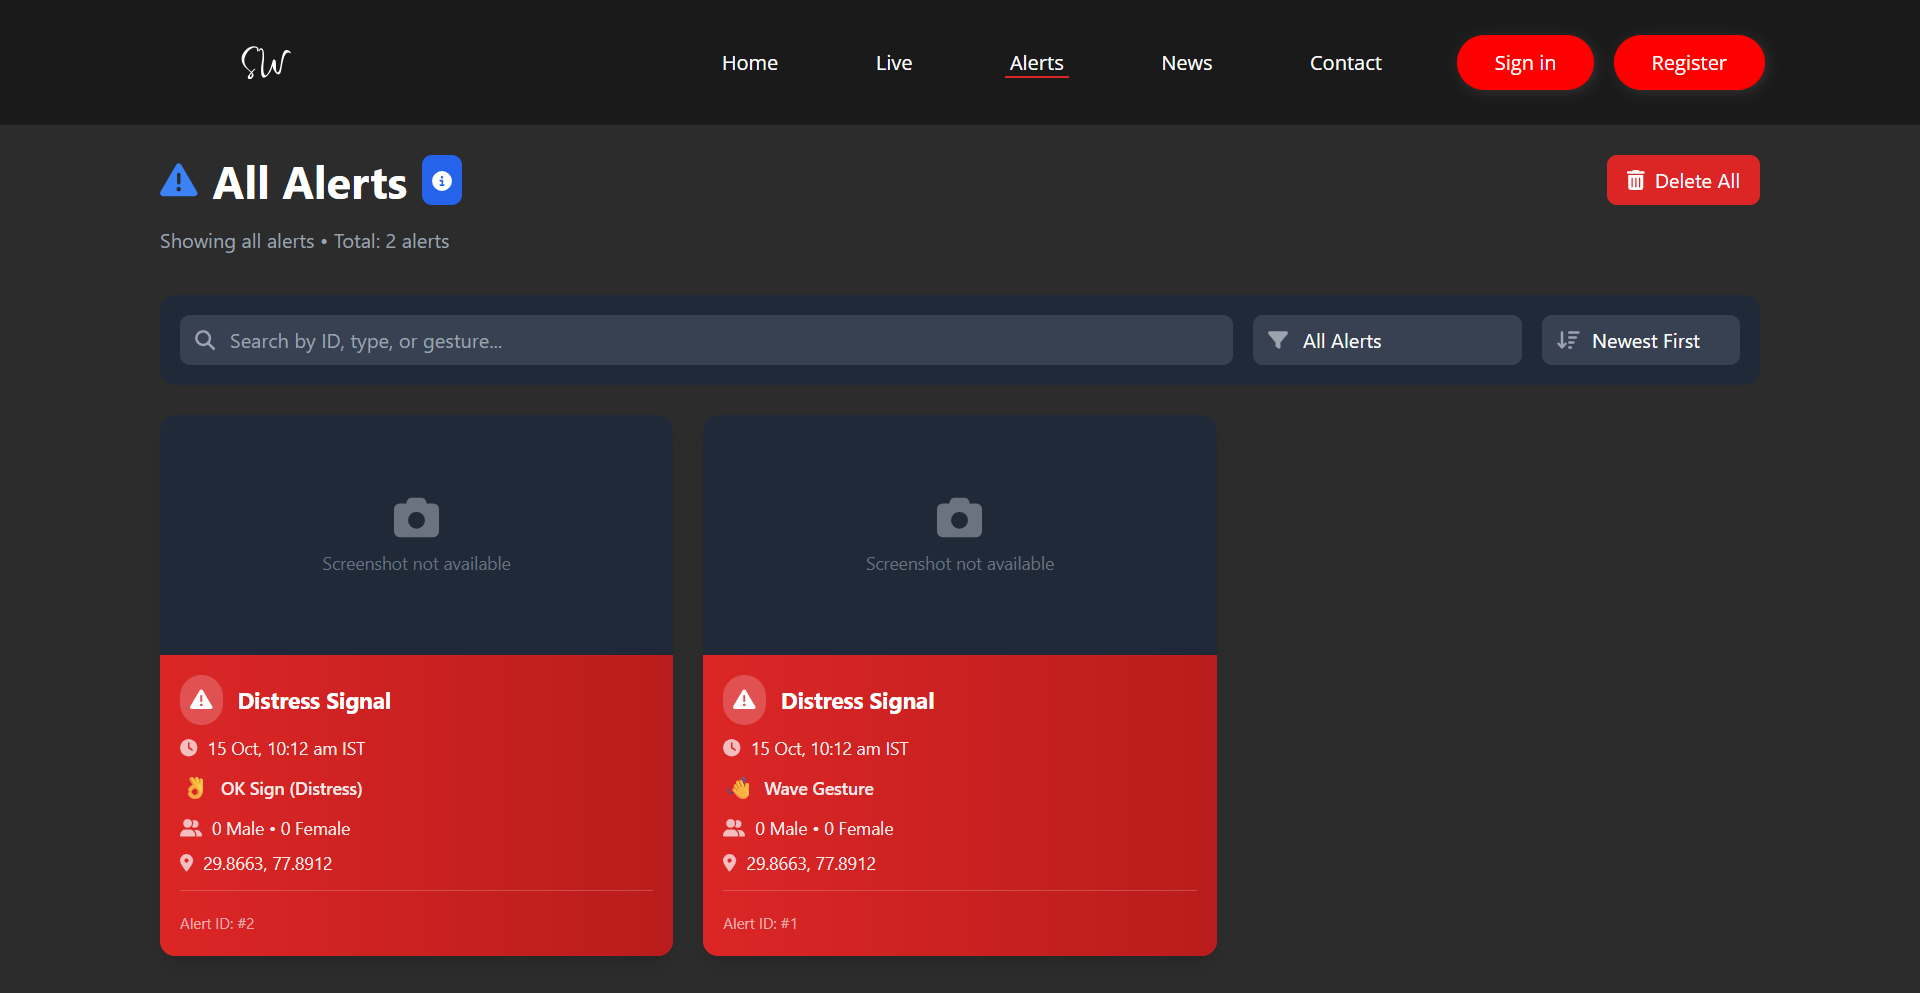 SW
Home
Live
Alerts
News
Contact
Sign in
Register
All Alerts
Delete All
Showing all alerts • Total: 2 alerts
Search by ID, type, or gesture...
All Alerts
Newest First
Screenshot not available
Distress Signal
15 Oct, 10:12 am IST
OK Sign (Distress)
0 Male • 0 Female
29.8663, 77.8912
Alert ID: #2
Screenshot not available
Distress Signal
15 Oct, 10:12 am IST
Wave Gesture
0 Male • 0 Female
29.8663, 77.8912
Alert ID: #1